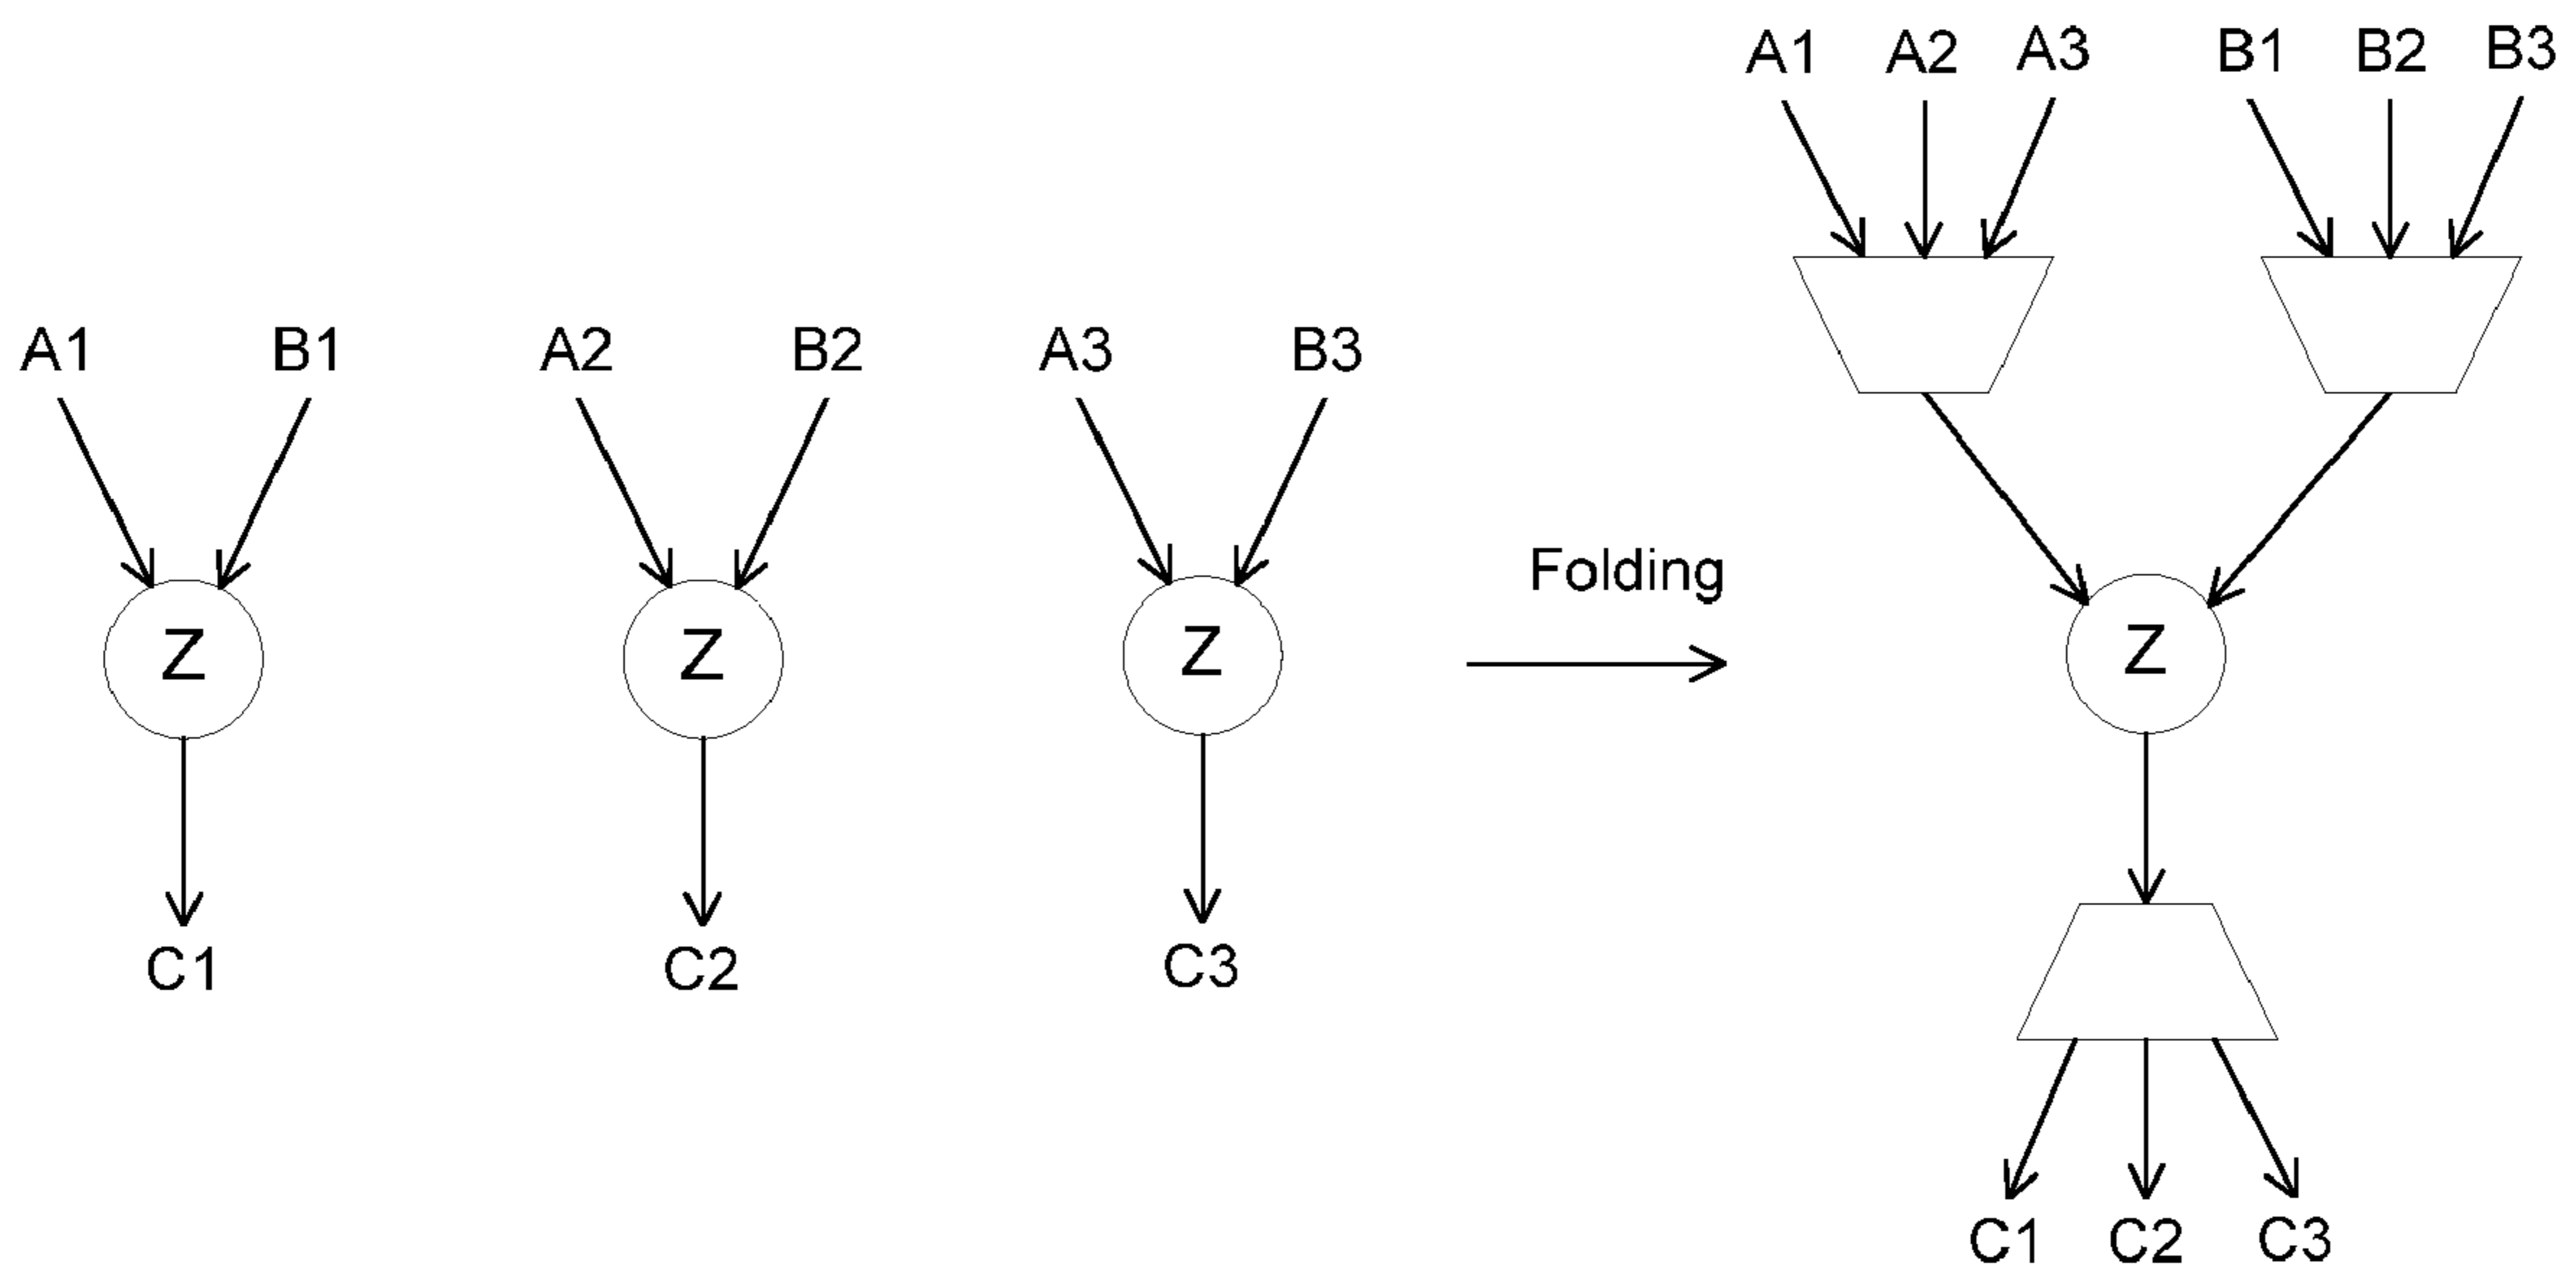 A1 A2 A3 B1 B2 B3
A1 B1 A2 B2 A3 B3
Folding
Z Z Z Z
C1 C2 C3
C1 C2 C3